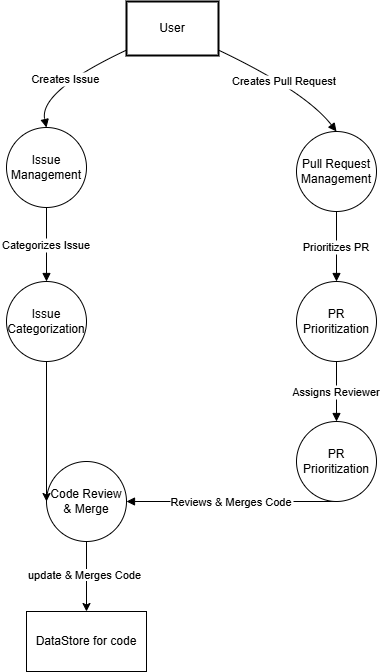 User
Creates Issue
Creates Pull Request
Issue
Management
Pull Request
Management
Categorizes Issue
Prioritizes PR
Issue
Categorization
PR
Prioritization
Assigns Reviewer
PR
Prioritization
Code Review
& Merge
Reviews & Merges Code
update & Merges Code
DataStore for code